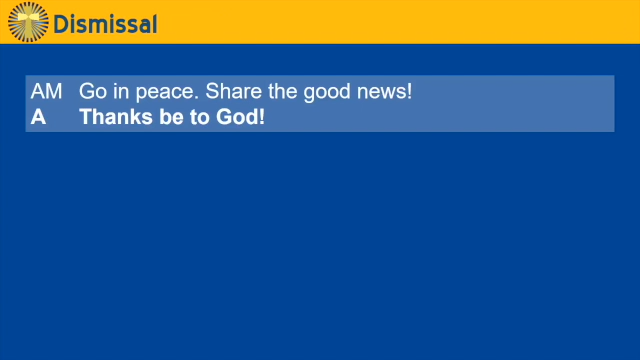 Dismissal
AM Go in peace. Share the good news!
A Thanks be to God!